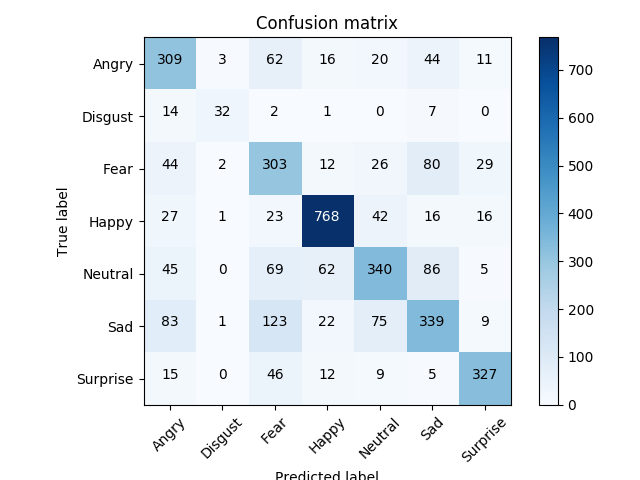 Confusion matrix
True label
Angry 309 3 62 16 20 44 11
Disgust 14 32 2 1 0 7 0
Fear 44 2 303 12 26 80 29
Happy 27 1 23 768 42 16 16
Neutral 45 0 69 62 340 86 5
Sad 83 1 123 22 75 339 9
Surprise 15 0 46 12 9 5 327
Angry Disgust Fear Happy Neutral Sad Surprise
Predicted label
700
600
500
400
300
200
100
0